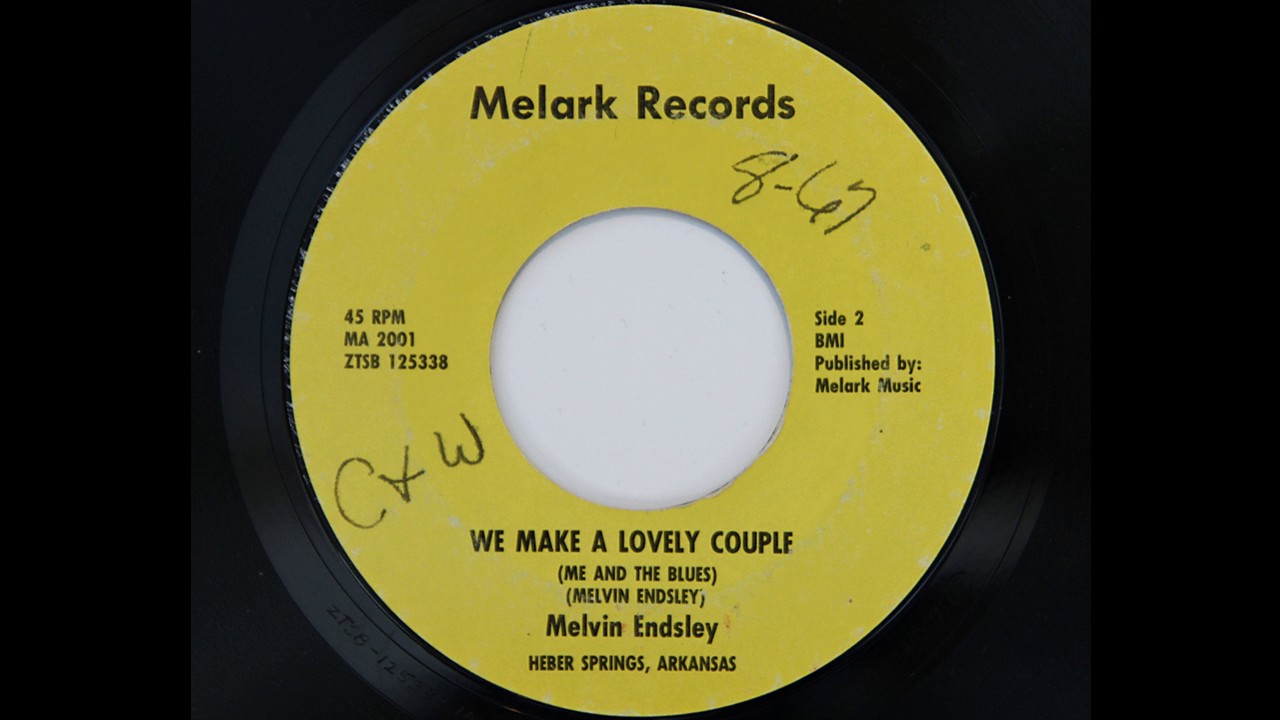 Melark Records
8-67
45 RPM
MA 2001
ZTSB 125338
Side 2
BMI
Published by:
Melark Music
C & W
WE MAKE A LOVELY COUPLE
(ME AND THE BLUES)
(MELVIN ENDSLEY)
Melvin Endsley
HEBER SPRINGS, ARKANSAS